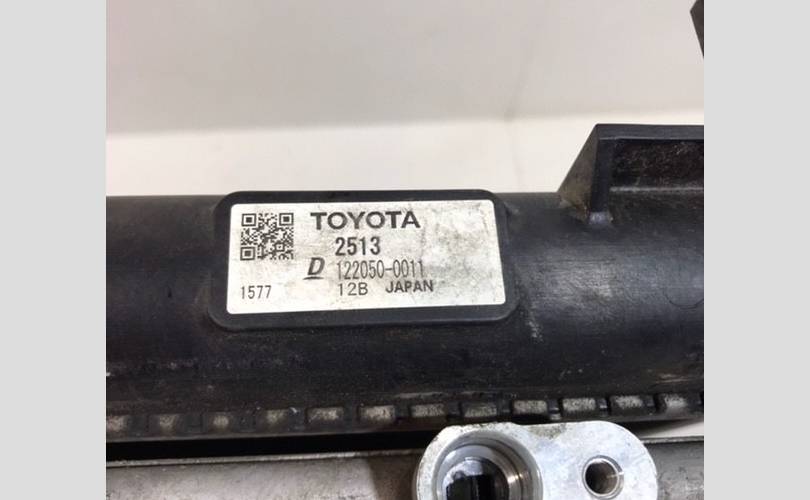 TOYOTA
2513
D 122050-0011
1577 12B JAPAN